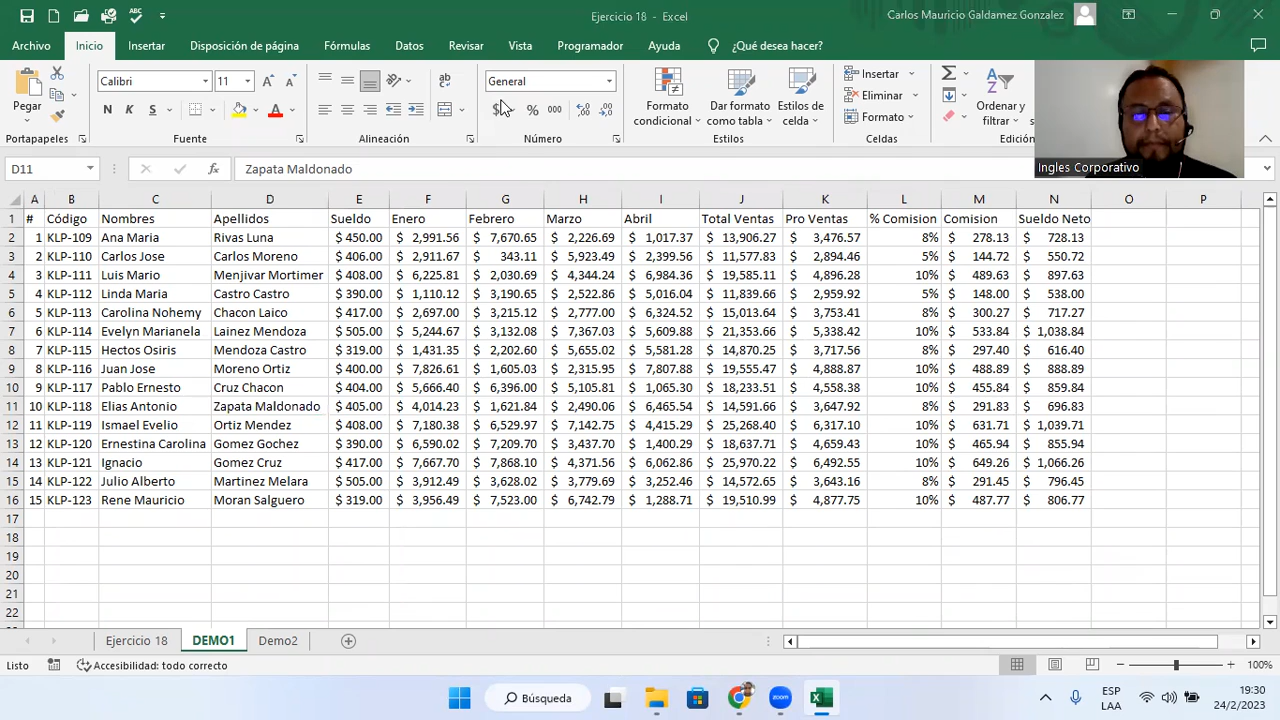 Ejercicio 18 - Excel
Carlos Mauricio Galdamez Gonzalez
Archivo Inicio Insertar Disposición de página Fórmulas Datos Revisar Vista Programador Ayuda ¿Qué desea hacer?
Pegar
Calibri 11
N K S
General
$ % 000
Formato condicional
Dar formato como tabla
Estilos de celda
Insertar
Eliminar
Formato
Ordenar y filtrar
Portapapeles Fuente Alineación Número Estilos Celdas Edición
Ingles Corporativo
D11 fx Zapata Maldonado
A B C D E F G H I J K L M N O P
1 # Código Nombres Apellidos Sueldo Enero Febrero Marzo Abril Total Ventas Pro Ventas % Comision Comision Sueldo Neto
2 1 KLP-109 Ana Maria Rivas Luna $ 450.00 $ 2,991.56 $ 7,670.65 $ 2,226.69 $ 1,017.37 $ 13,906.27 $ 3,476.57 8% $ 278.13 $ 728.13
3 2 KLP-110 Carlos Jose Carlos Moreno $ 406.00 $ 2,911.67 $ 343.11 $ 5,923.49 $ 2,399.56 $ 11,577.83 $ 2,894.46 5% $ 144.72 $ 550.72
4 3 KLP-111 Luis Mario Menjivar Mortimer $ 408.00 $ 6,225.81 $ 2,030.69 $ 4,344.24 $ 6,984.36 $ 19,585.11 $ 4,896.28 10% $ 489.63 $ 897.63
5 4 KLP-112 Linda Maria Castro Castro $ 390.00 $ 1,110.12 $ 3,190.65 $ 2,522.86 $ 5,016.04 $ 11,839.66 $ 2,959.92 5% $ 148.00 $ 538.00
6 5 KLP-113 Carolina Nohemy Chacon Laico $ 417.00 $ 2,697.00 $ 3,215.12 $ 2,777.00 $ 6,324.52 $ 15,013.64 $ 3,753.41 8% $ 300.27 $ 717.27
7 6 KLP-114 Evelyn Marianela Lainez Mendoza $ 505.00 $ 5,244.67 $ 3,132.08 $ 7,367.03 $ 5,609.88 $ 21,353.66 $ 5,338.42 10% $ 533.84 $ 1,038.84
8 7 KLP-115 Hectos Osiris Mendoza Castro $ 319.00 $ 1,431.35 $ 2,202.60 $ 5,655.02 $ 5,581.28 $ 14,870.25 $ 3,717.56 8% $ 297.40 $ 616.40
9 8 KLP-116 Juan Jose Moreno Ortiz $ 400.00 $ 7,826.61 $ 1,605.03 $ 2,315.95 $ 7,807.88 $ 19,555.47 $ 4,888.87 10% $ 488.89 $ 888.89
10 9 KLP-117 Pablo Ernesto Cruz Chacon $ 404.00 $ 5,666.40 $ 6,396.00 $ 5,105.81 $ 1,065.30 $ 18,233.51 $ 4,558.38 10% $ 455.84 $ 859.84
11 10 KLP-118 Elias Antonio Zapata Maldonado $ 405.00 $ 4,014.23 $ 1,621.84 $ 2,490.06 $ 6,465.54 $ 14,591.66 $ 3,647.92 8% $ 291.83 $ 696.83
12 11 KLP-119 Ismael Evelio Ortiz Mendez $ 408.00 $ 7,180.38 $ 6,529.97 $ 7,142.75 $ 4,415.29 $ 25,268.40 $ 6,317.10 10% $ 631.71 $ 1,039.71
13 12 KLP-120 Ernestina Carolina Gomez Gochez $ 390.00 $ 6,590.02 $ 7,209.70 $ 3,437.70 $ 1,400.29 $ 18,637.71 $ 4,659.43 10% $ 465.94 $ 855.94
14 13 KLP-121 Ignacio Gomez Cruz $ 417.00 $ 7,667.70 $ 7,868.10 $ 4,371.56 $ 6,062.86 $ 25,970.22 $ 6,492.55 10% $ 649.26 $ 1,066.26
15 14 KLP-122 Julio Alberto Martinez Melara $ 505.00 $ 3,912.49 $ 3,628.02 $ 3,779.69 $ 3,252.46 $ 14,572.65 $ 3,643.16 8% $ 291.45 $ 796.45
16 15 KLP-123 Rene Mauricio Moran Salguero $ 319.00 $ 3,956.49 $ 7,523.00 $ 6,742.79 $ 1,288.71 $ 19,510.99 $ 4,877.75 10% $ 487.77 $ 806.77
17
18
19
20
21
22
Ejercicio 18 DEMO1 Demo2
Listo Accesibilidad: todo correcto 100%
Búsqueda
zoom
ESP
LAA
19:30
24/2/2023